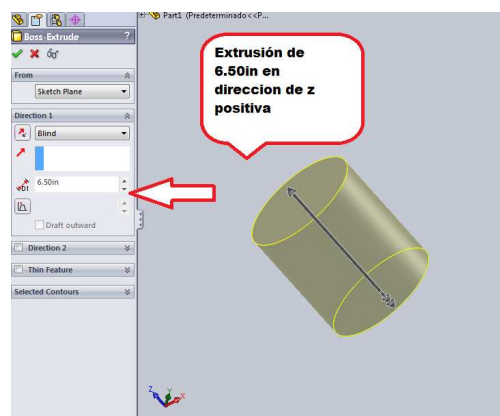 Part1 (Predeterminado<<P...
Boss-Extrude
?
From
Sketch Plane
Direction 1
Blind
D1
6.50in
Draft outward
Direction 2
Thin Feature
Selected Contours
Extrusión de
6.50in en
direccion de z
positiva
Z
Y
X